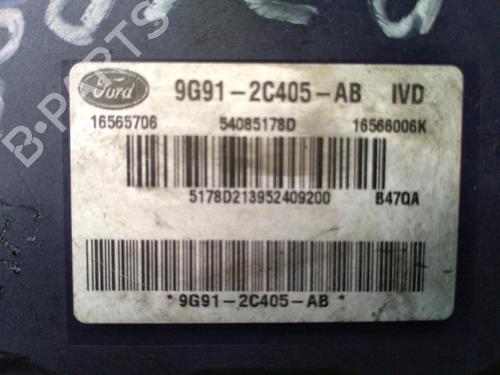 B-PARTS
Ford 9G91-2C405-AB IVD
16565706 54085178D 16566006K
5178D213952409200 B47QA
* 9G91-2C405-AB *